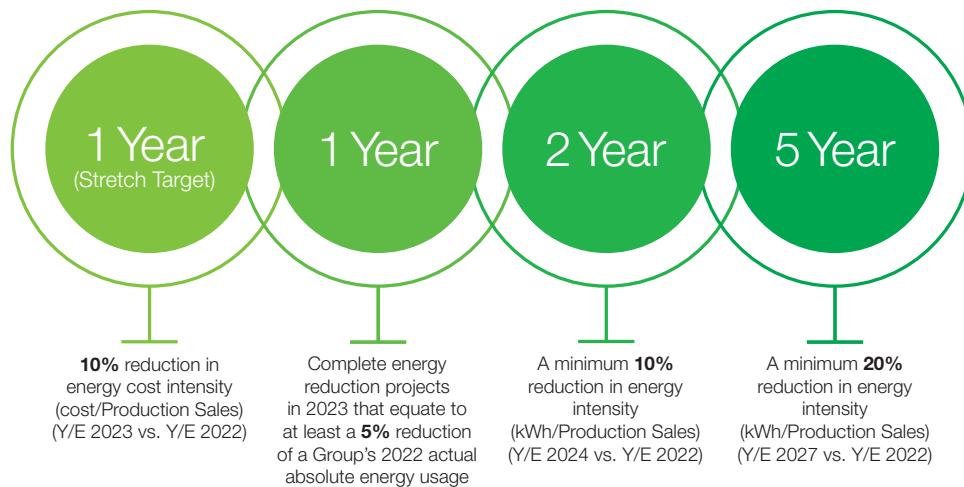 1 Year
(Stretch Target)
1 Year
2 Year
5 Year
10% reduction in
energy cost intensity
(cost/Production Sales)
(Y/E 2023 vs. Y/E 2022)
Complete energy
reduction projects
in 2023 that equate to
at least a 5% reduction
of a Group's 2022 actual
absolute energy usage
A minimum 10%
reduction in energy
intensity
(kWh/Production Sales)
(Y/E 2024 vs. Y/E 2022)
A minimum 20%
reduction in energy
intensity
(kWh/Production Sales)
(Y/E 2027 vs. Y/E 2022)